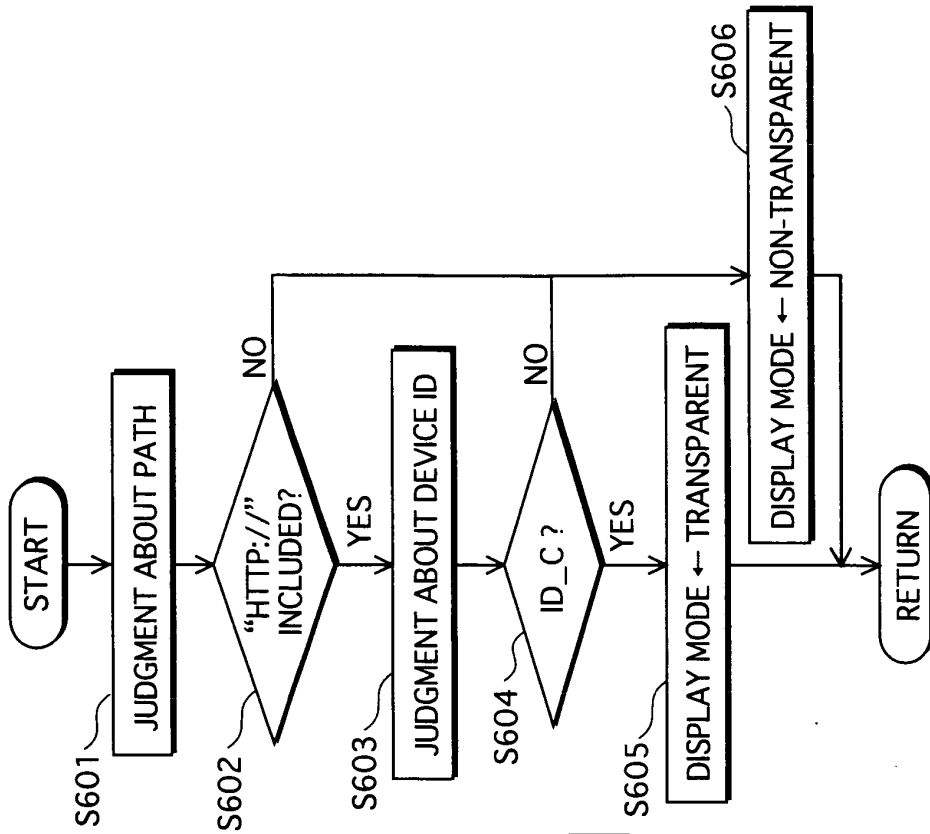 START
S601
JUDGMENT ABOUT PATH
S602
“HTTP://”
INCLUDED?
NO
YES
S603
JUDGMENT ABOUT DEVICE ID
S604
ID_C ?
NO
YES
S605
DISPLAY MODE ← TRANSPARENT
S606
DISPLAY MODE ← NON-TRANSPARENT
RETURN